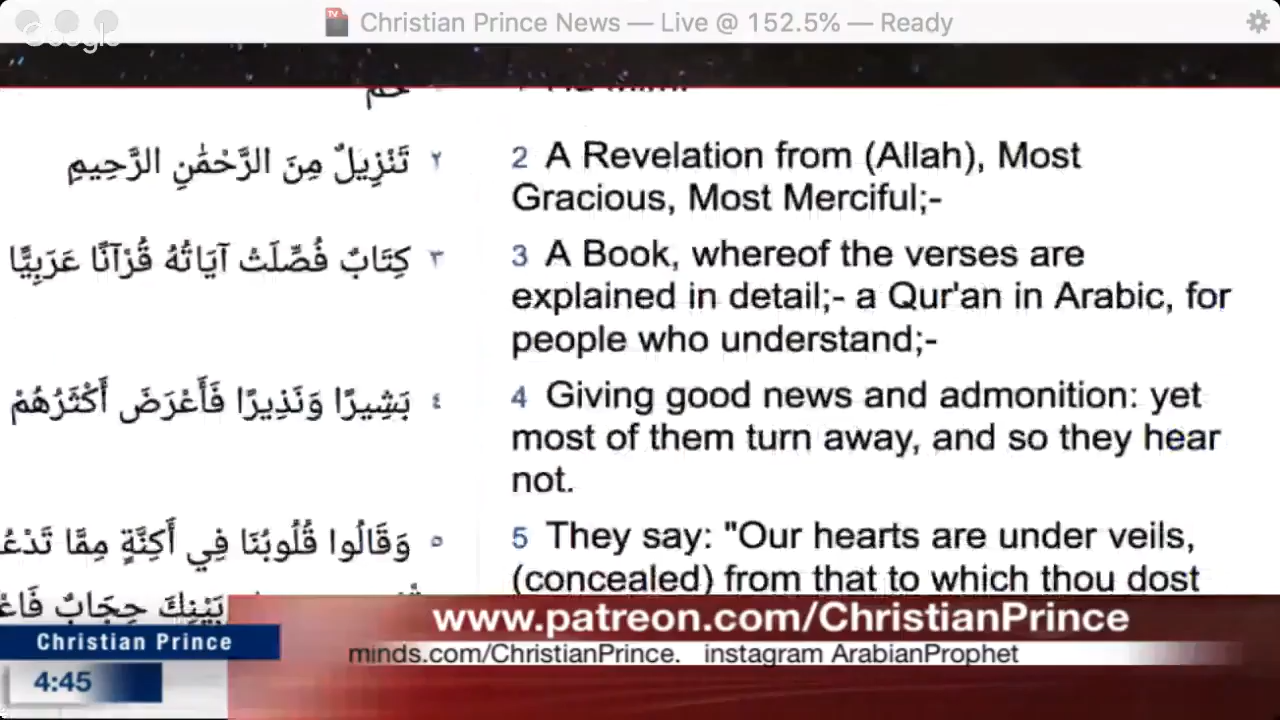 Christian Prince News — Live @ 152.5% — Ready
Google
حم
٢ تَنْزِيلٌ مِنَ الرَّحْمَٰنِ الرَّحِيمِ
2 A Revelation from (Allah), Most
Gracious, Most Merciful;-
٣ كِتَابٌ فُصِّلَتْ آيَاتُهُ قُرْآنًا عَرَبِيًّا
3 A Book, whereof the verses are
explained in detail;- a Qur'an in Arabic, for
people who understand;-
٤ بَشِيرًا وَنَذِيرًا فَأَعْرَضَ أَكْثَرُهُمْ
4 Giving good news and admonition: yet
most of them turn away, and so they hear
not.
٥ وَقَالُوا قُلُوبُنَا فِي أَكِنَّةٍ مِمَّا
5 They say: "Our hearts are under veils,
(concealed) from that to which thou dost
بَيْنِكَ حِجَابٌ
www.patreon.com/ChristianPrince
Christian Prince
minds.com/ChristianPrince. instagram ArabianProphet
4:45